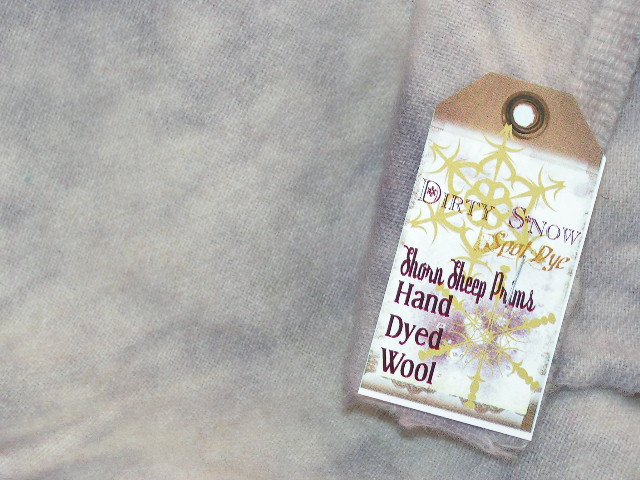 Dirty Snow
Spot Dye
Shorn Sheep Prims
Hand
Dyed
Wool